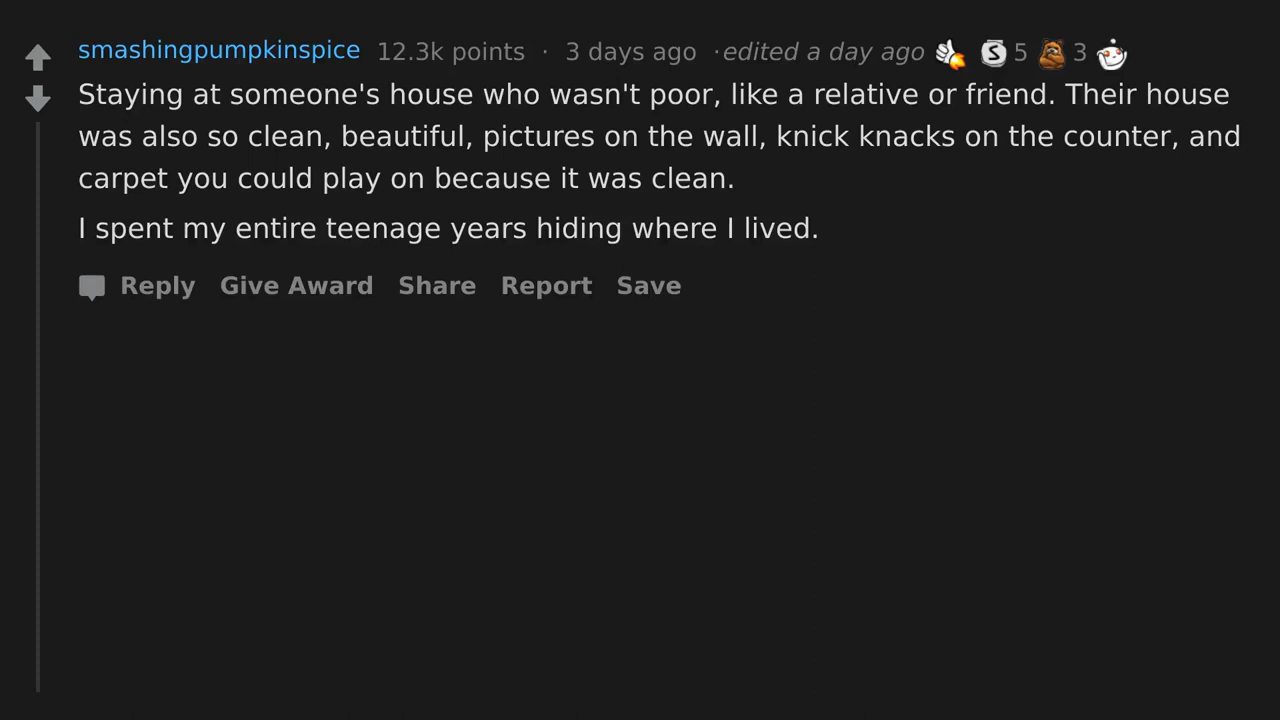 smashingpumpkinspice 12.3k points · 3 days ago · edited a day ago S 5 3
Staying at someone's house who wasn't poor, like a relative or friend. Their house
was also so clean, beautiful, pictures on the wall, knick knacks on the counter, and
carpet you could play on because it was clean.
I spent my entire teenage years hiding where I lived.
Reply Give Award Share Report Save